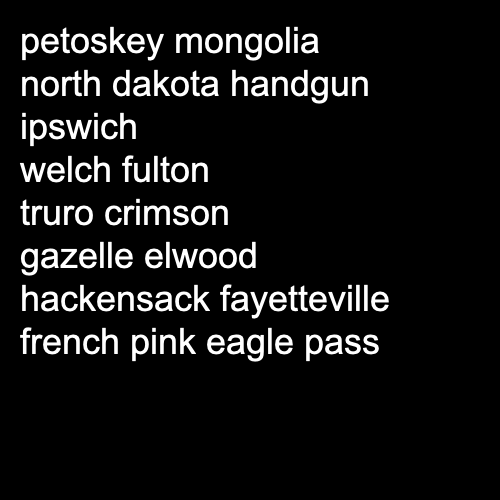 petoskey mongolia
north dakota handgun
ipswich
welch fulton
truro crimson
gazelle elwood
hackensack fayetteville
french pink eagle pass